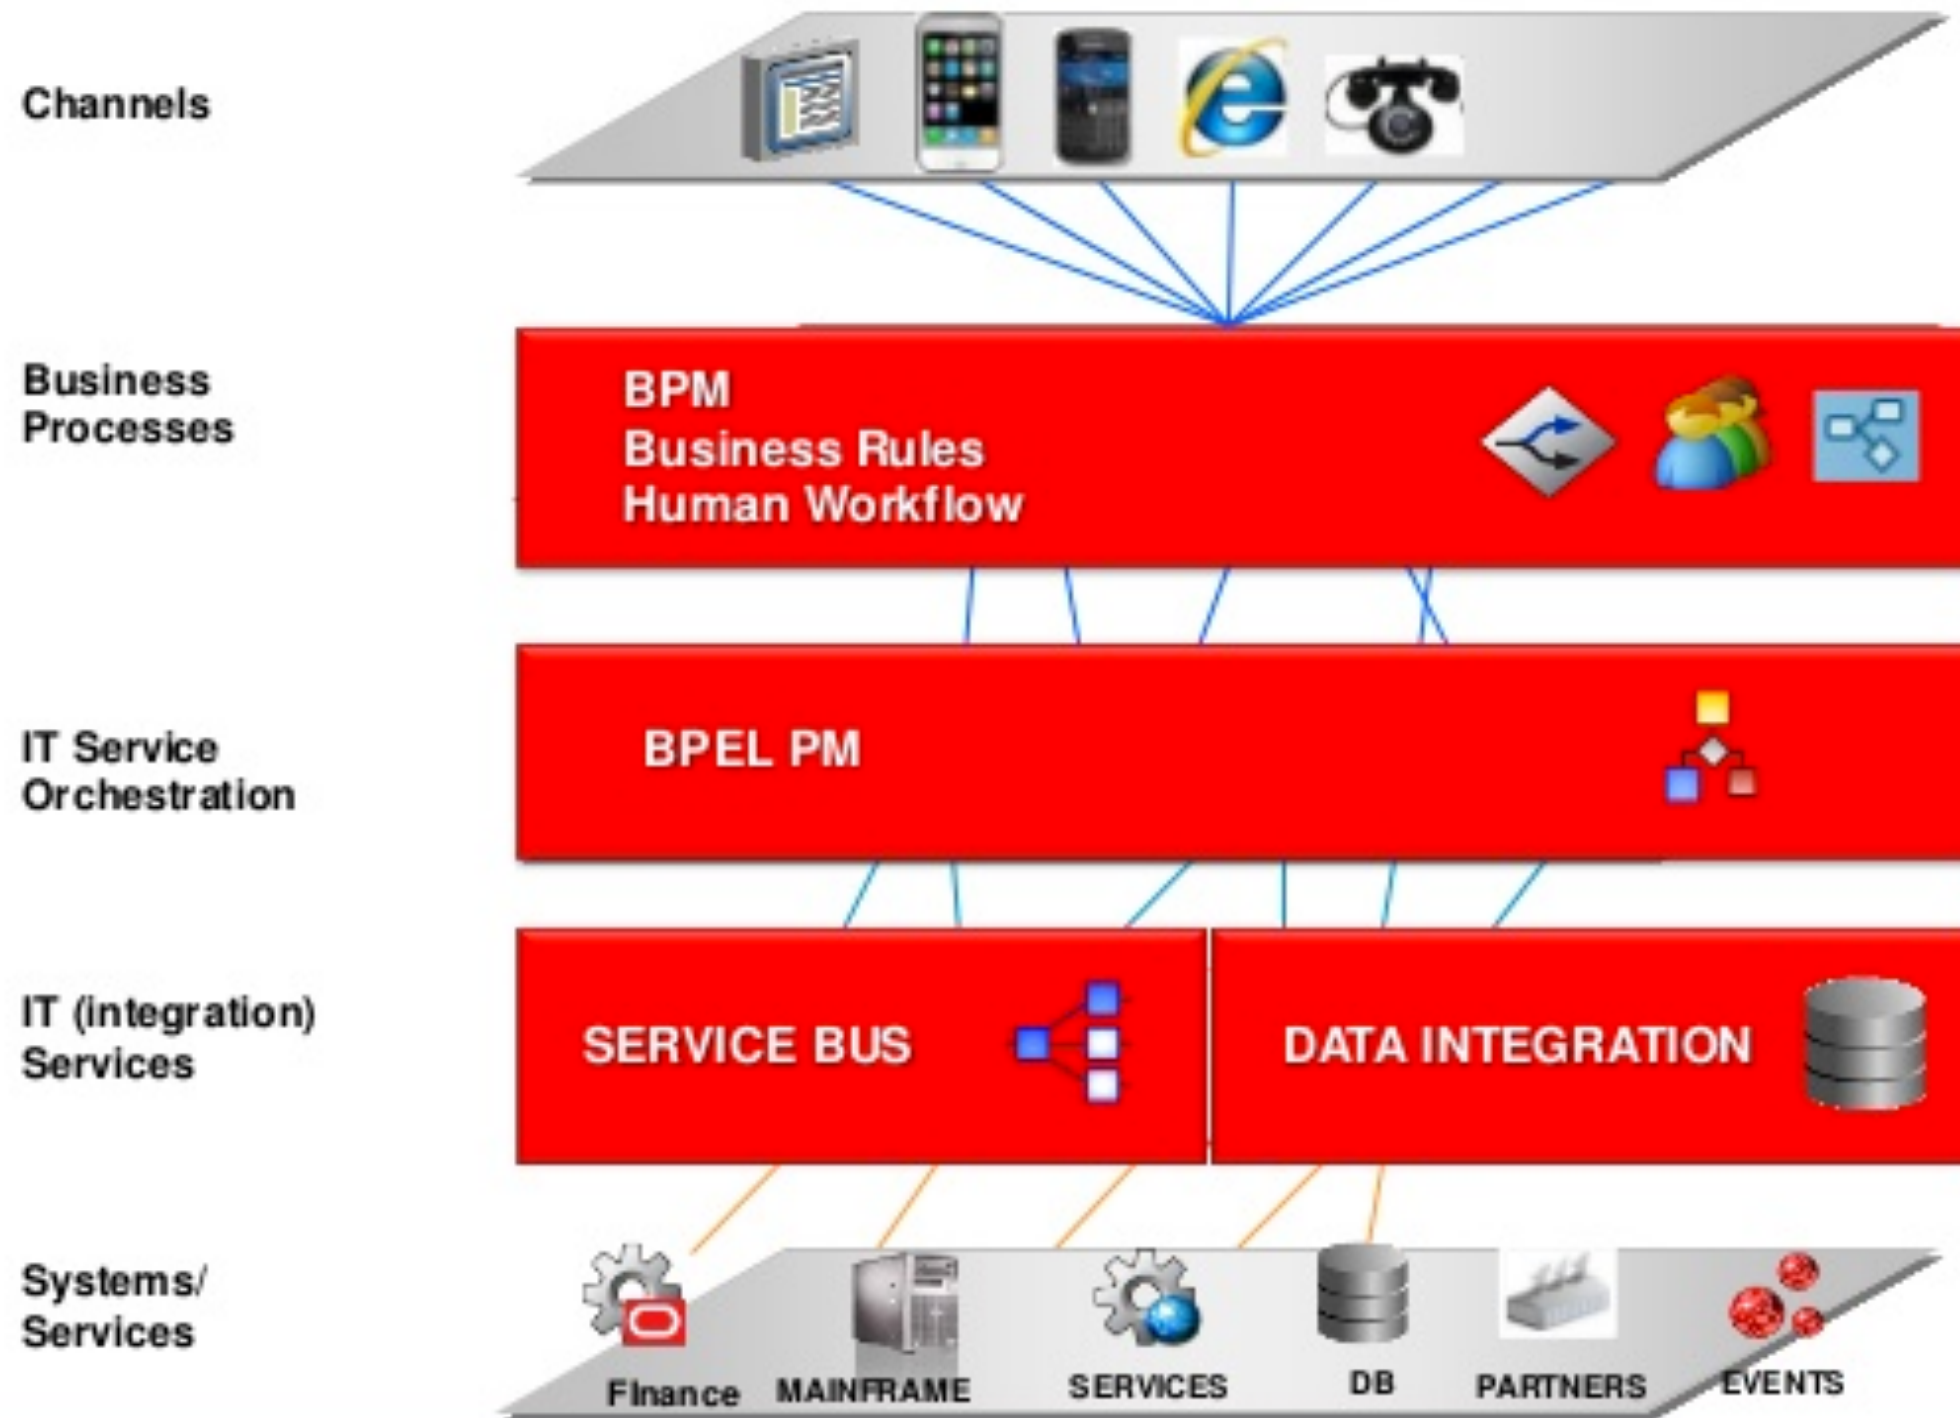 Channels
Business
Processes
BPM
Business Rules
Human Workflow
IT Service
Orchestration
BPEL PM
IT (integration)
Services
SERVICE BUS
DATA INTEGRATION
Systems/
Services
FInance
MAINFRAME
SERVICES
DB
PARTNERS
EVENTS